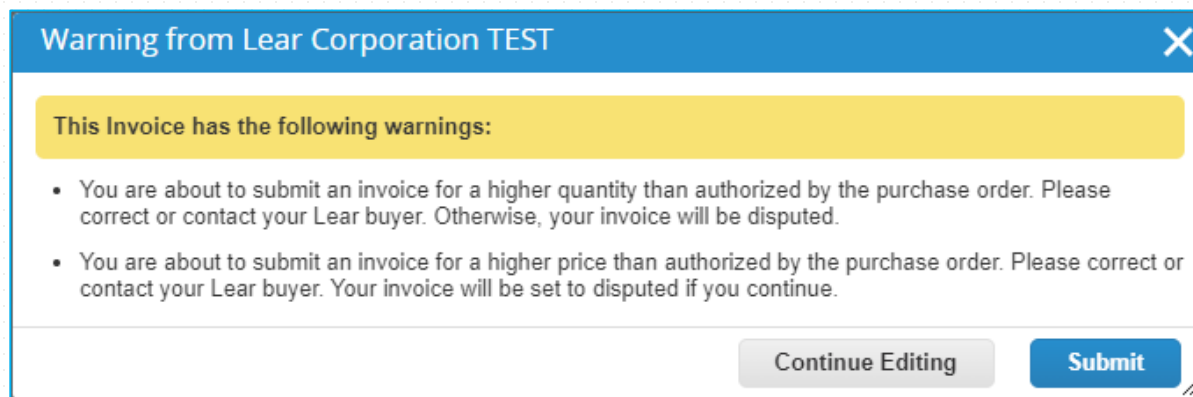 Warning from Lear Corporation TEST
This Invoice has the following warnings:
• You are about to submit an invoice for a higher quantity than authorized by the purchase order. Please
correct or contact your Lear buyer. Otherwise, your invoice will be disputed.
• You are about to submit an invoice for a higher price than authorized by the purchase order. Please correct or
contact your Lear buyer. Your invoice will be set to disputed if you continue.
Continue Editing Submit